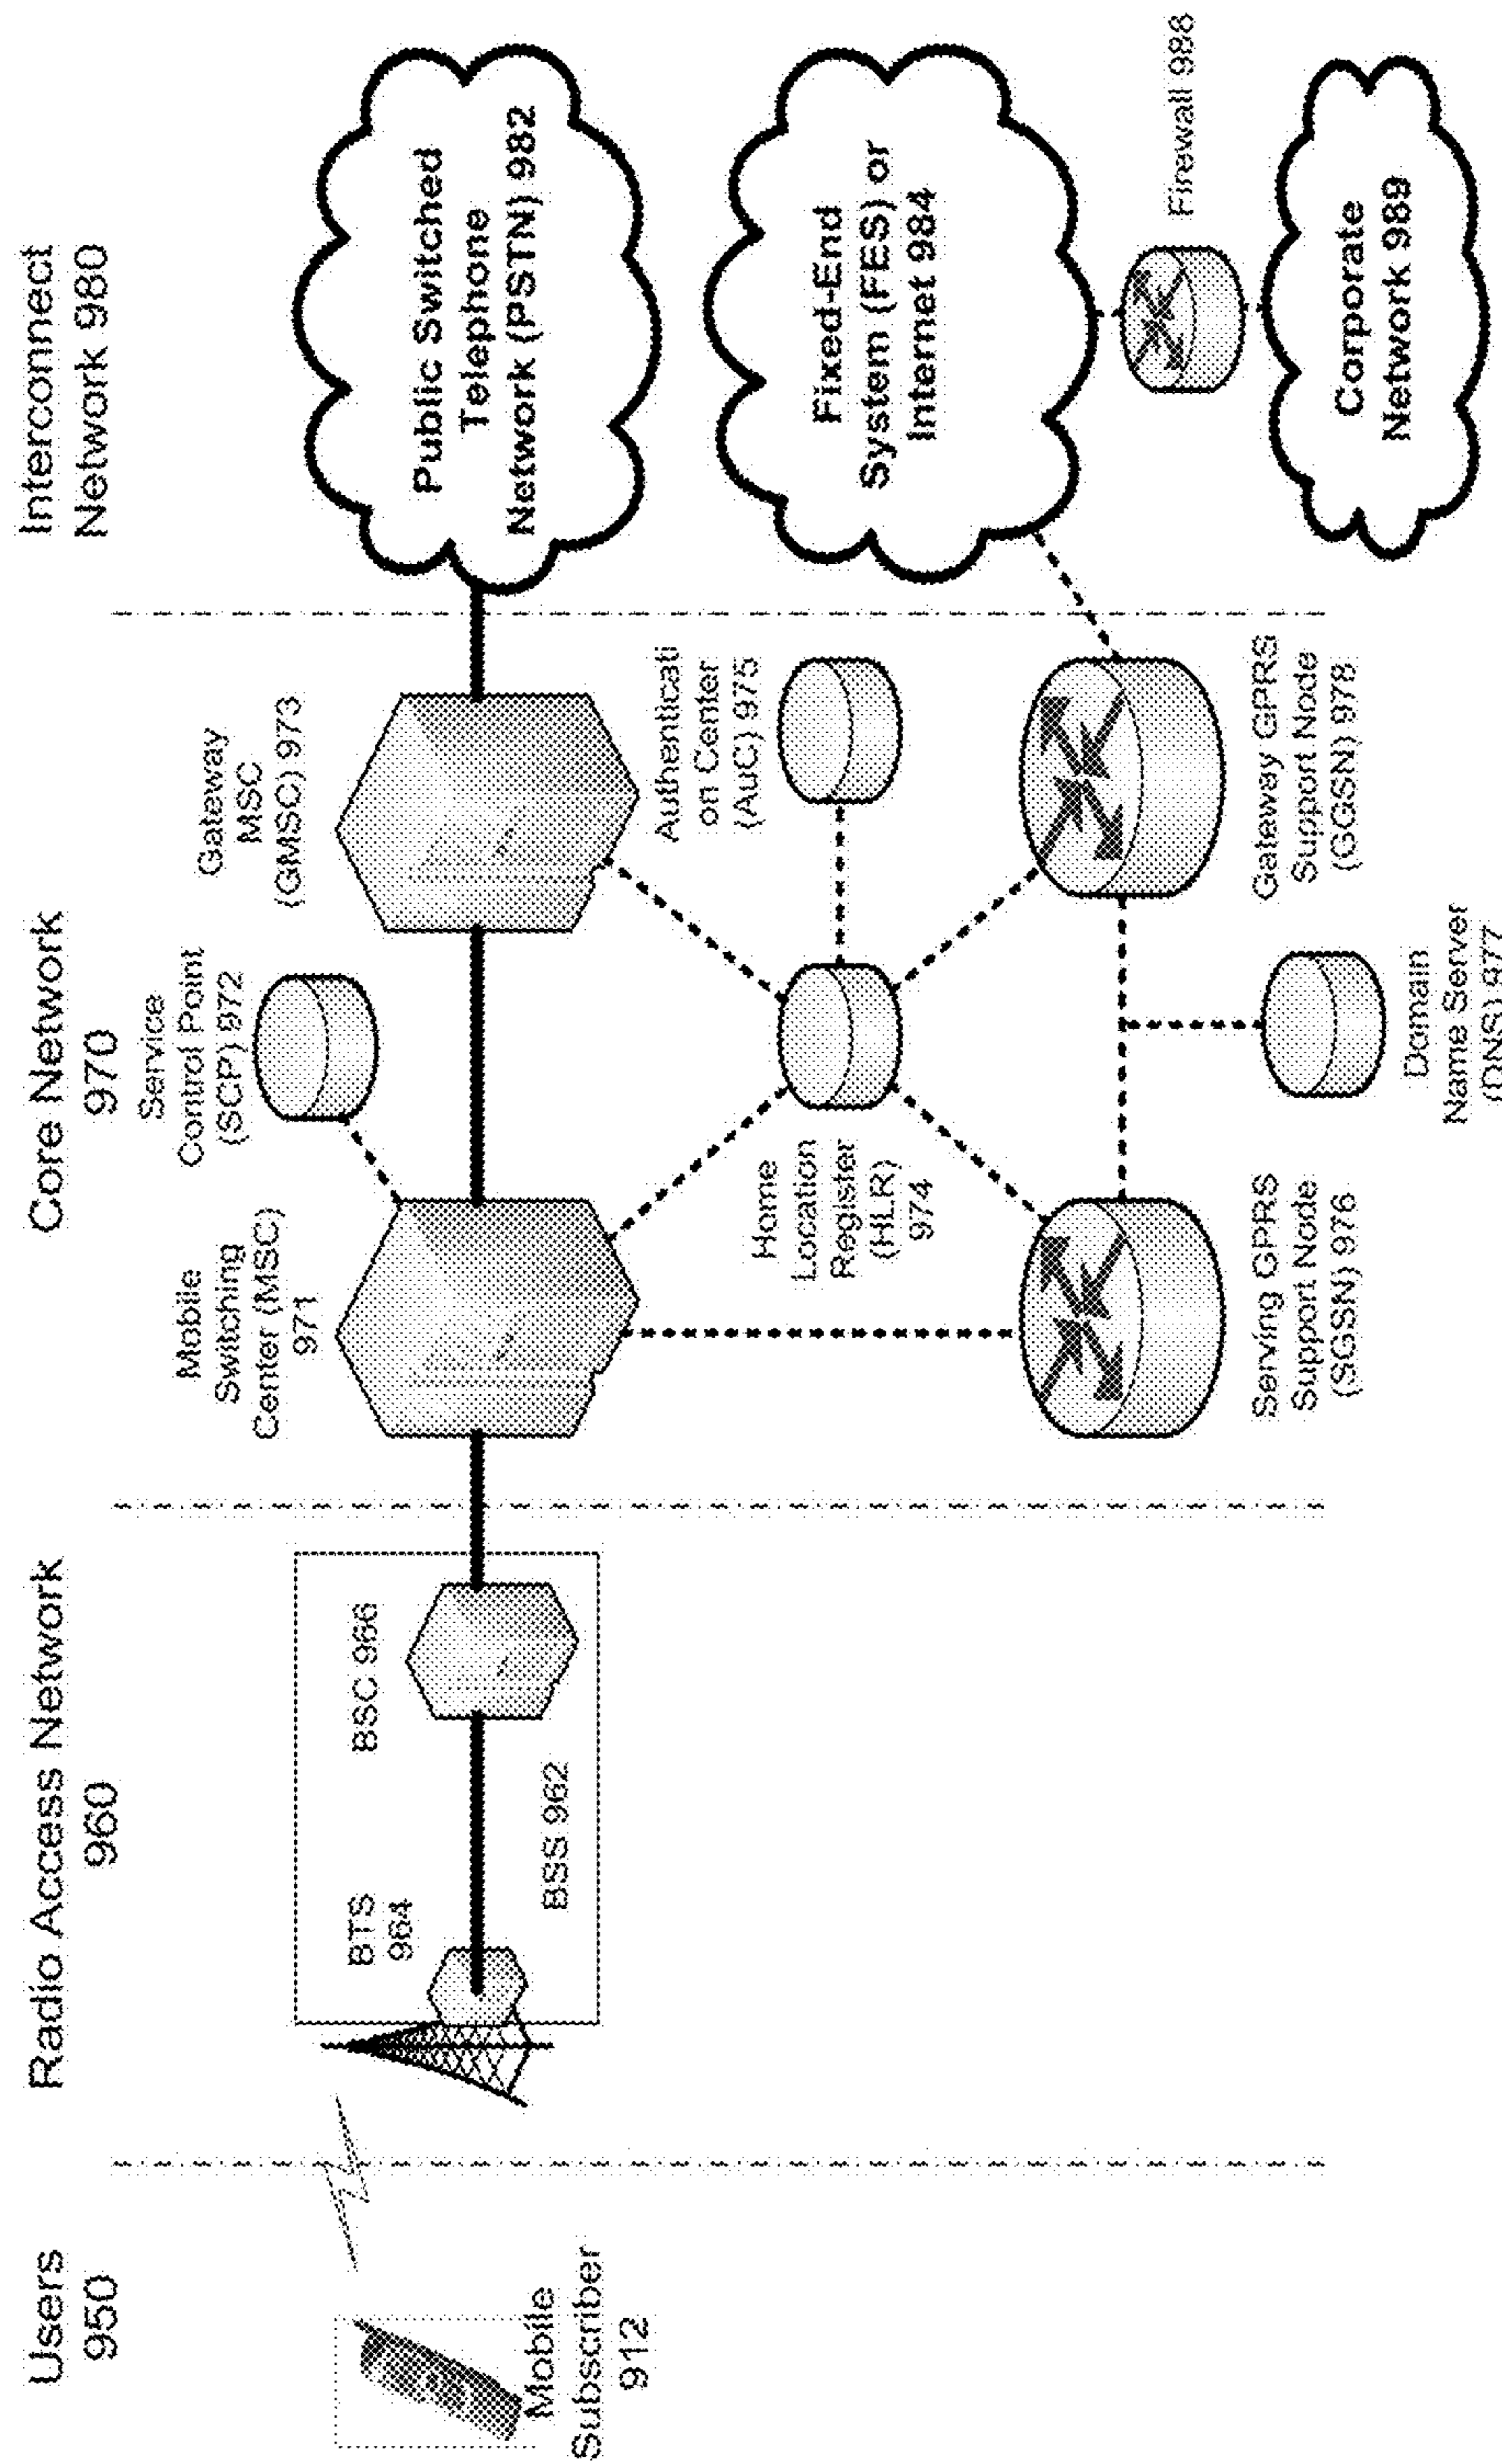 Users
950
Radio Access Network
960
Core Network
970
Interconnect
Network 980
Mobile
Subscriber
912
BTS
964
BSC 966
BSS 962
Mobile
Switching
Center (MSC)
971
Service
Control Point
(SCP) 972
Gateway
MSC
(GMSC) 973
Home
Location
Register
(HLR)
974
Authenticati
on Center
(AuC) 975
Serving GPRS
Support Node
(SGSN) 976
Domain
Name Server
(DNS) 977
Gateway GPRS
Support Node
(GGSN) 978
Public Switched
Telephone
Network (PSTN) 982
Fixed-End
System (FES) or
Internet 984
Firewall 988
Corporate
Network 989